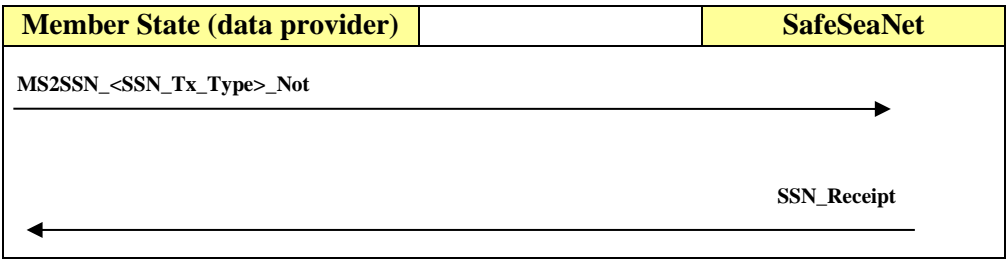 Member State (data provider) SafeSeaNet
MS2SSN_<SSN_Tx_Type>_Not
SSN_Receipt